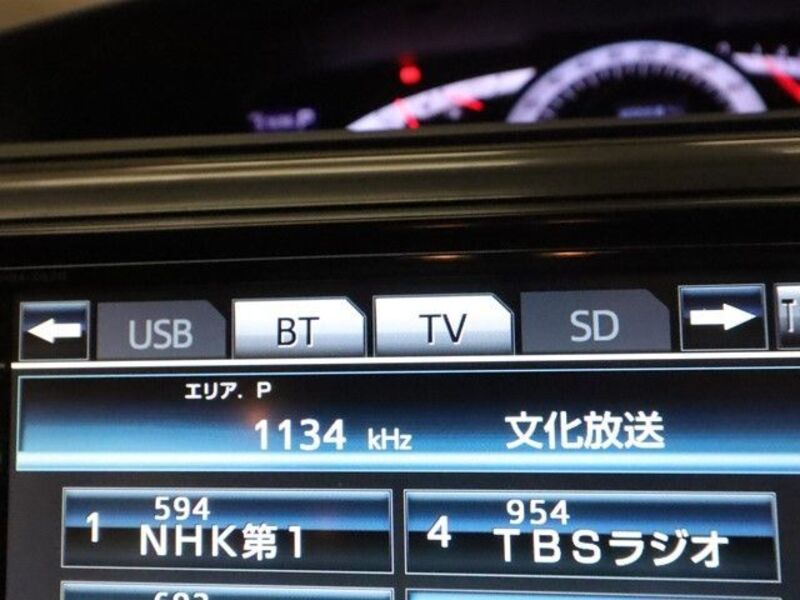 USB BT TV SD
エリア. P
1134 kHz 文化放送
1 594 NHK第1
4 954 TBSラジオ